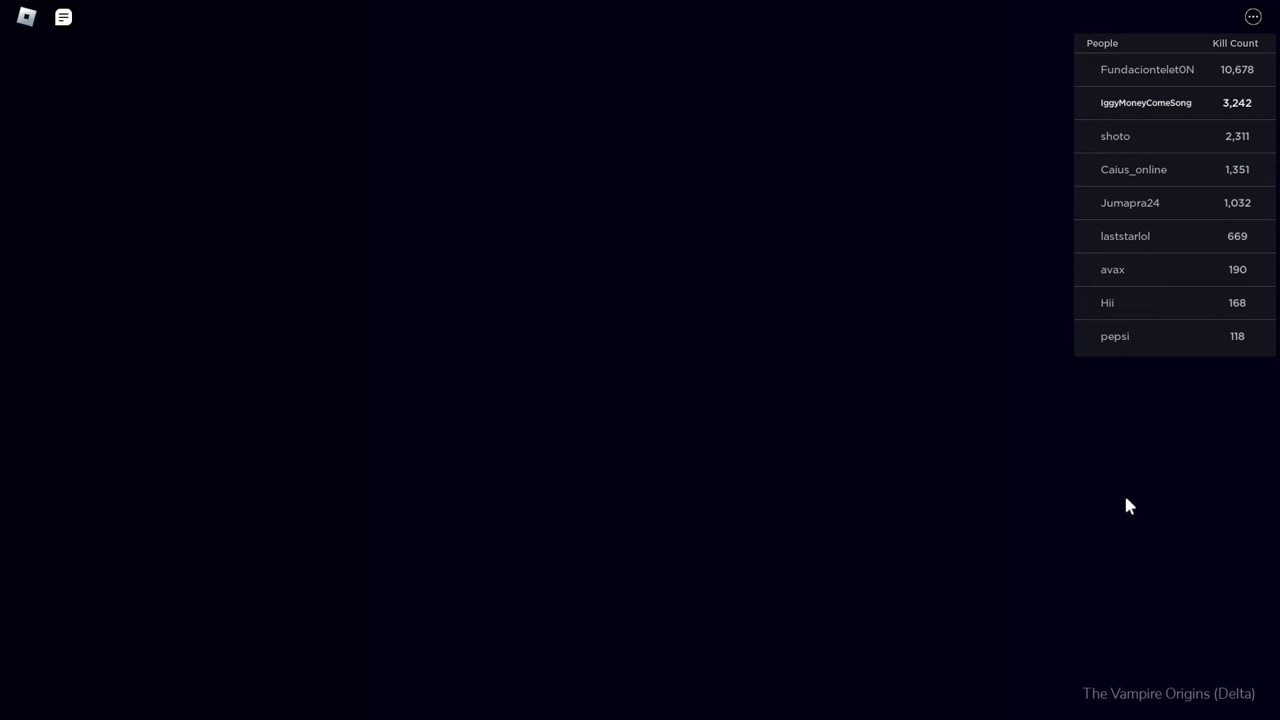 People Kill Count
Fundaciontelet0N 10,678
IggyMoneyComeSong 3,242
shoto 2,311
Caius_online 1,351
Jumapra24 1,032
laststarlol 669
avax 190
Hii 168
pepsi 118
The Vampire Origins (Delta)